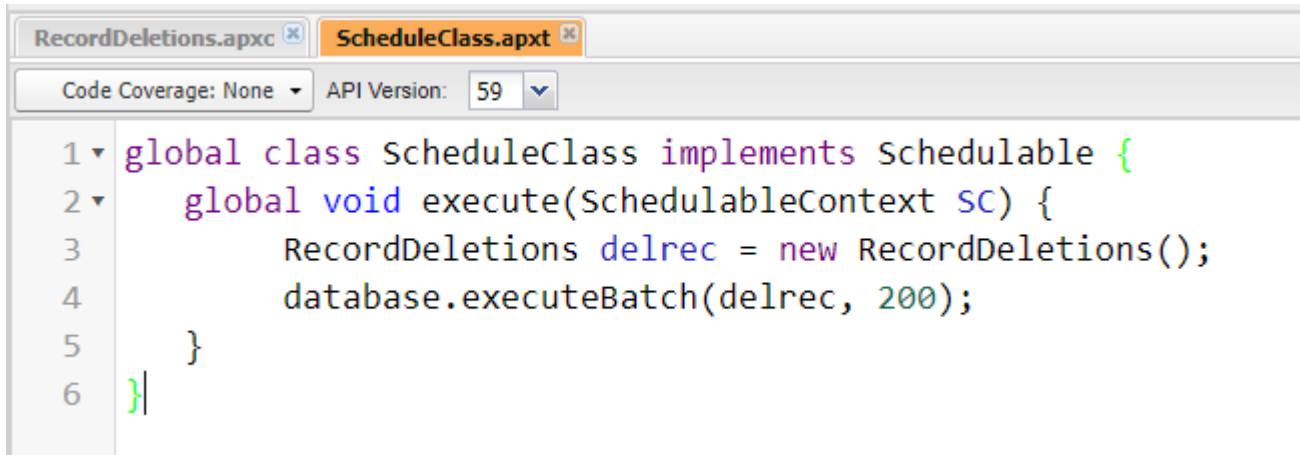 RecordDeletions.apxc ScheduleClass.apxt
Code Coverage: None API Version: 59
1 global class ScheduleClass implements Schedulable {
2 global void execute(SchedulableContext SC) {
3 RecordDeletions delrec = new RecordDeletions();
4 database.executeBatch(delrec, 200);
5 }
6 }